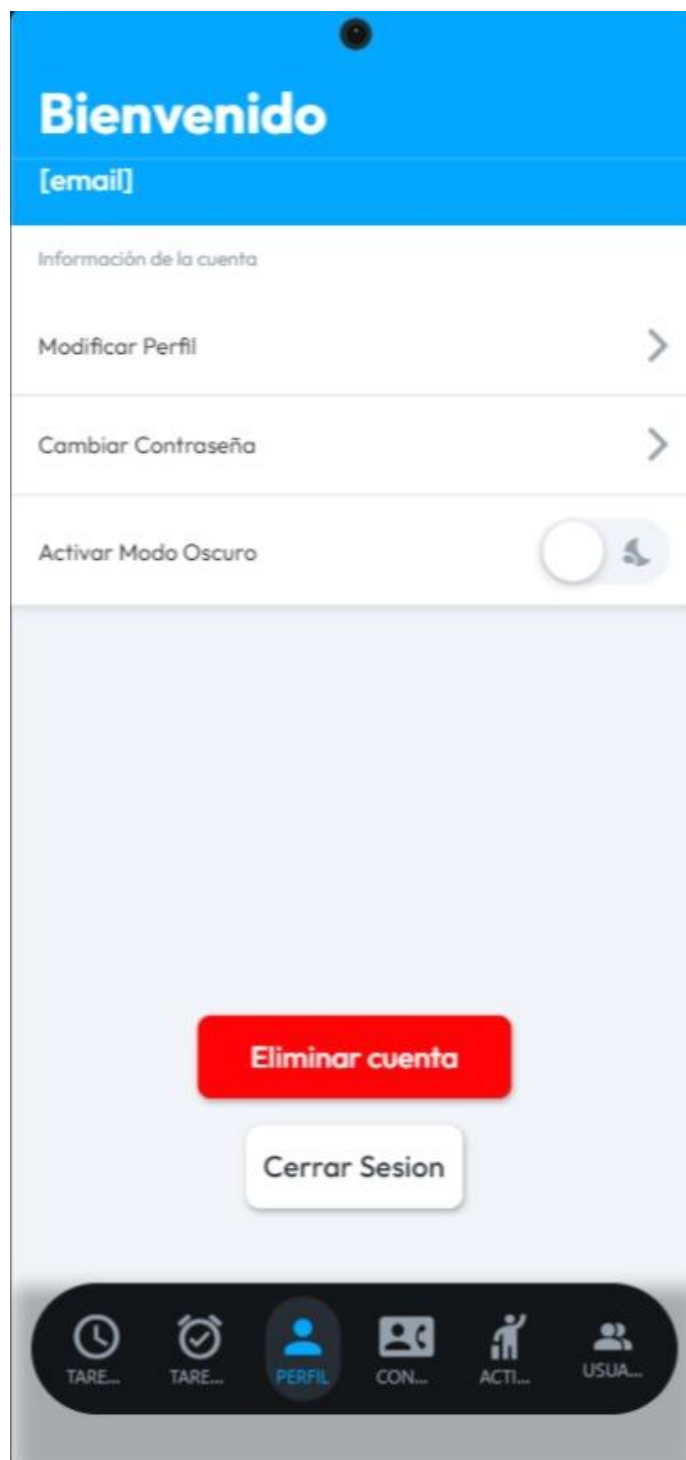 Bienvenido
[email]
Información de la cuenta
Modificar Perfil
Cambiar Contraseña
Activar Modo Oscuro
Eliminar cuenta
Cerrar Sesion
TARE... TARE... PERFIL CON... ACTI... USUA...